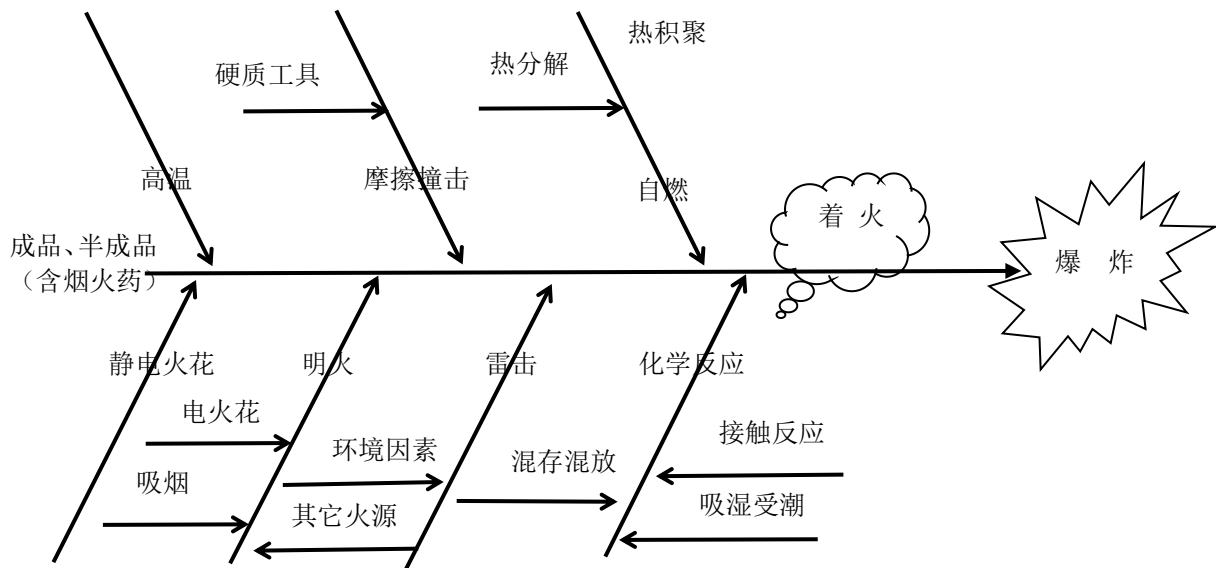 热积聚
热分解
硬质工具
高温
摩擦撞击
自燃
着 火
成品、半成品
（含烟火药）
爆 炸
静电火花
明火
雷击
化学反应
电火花
接触反应
环境因素
混存混放
吸烟
吸湿受潮
其它火源